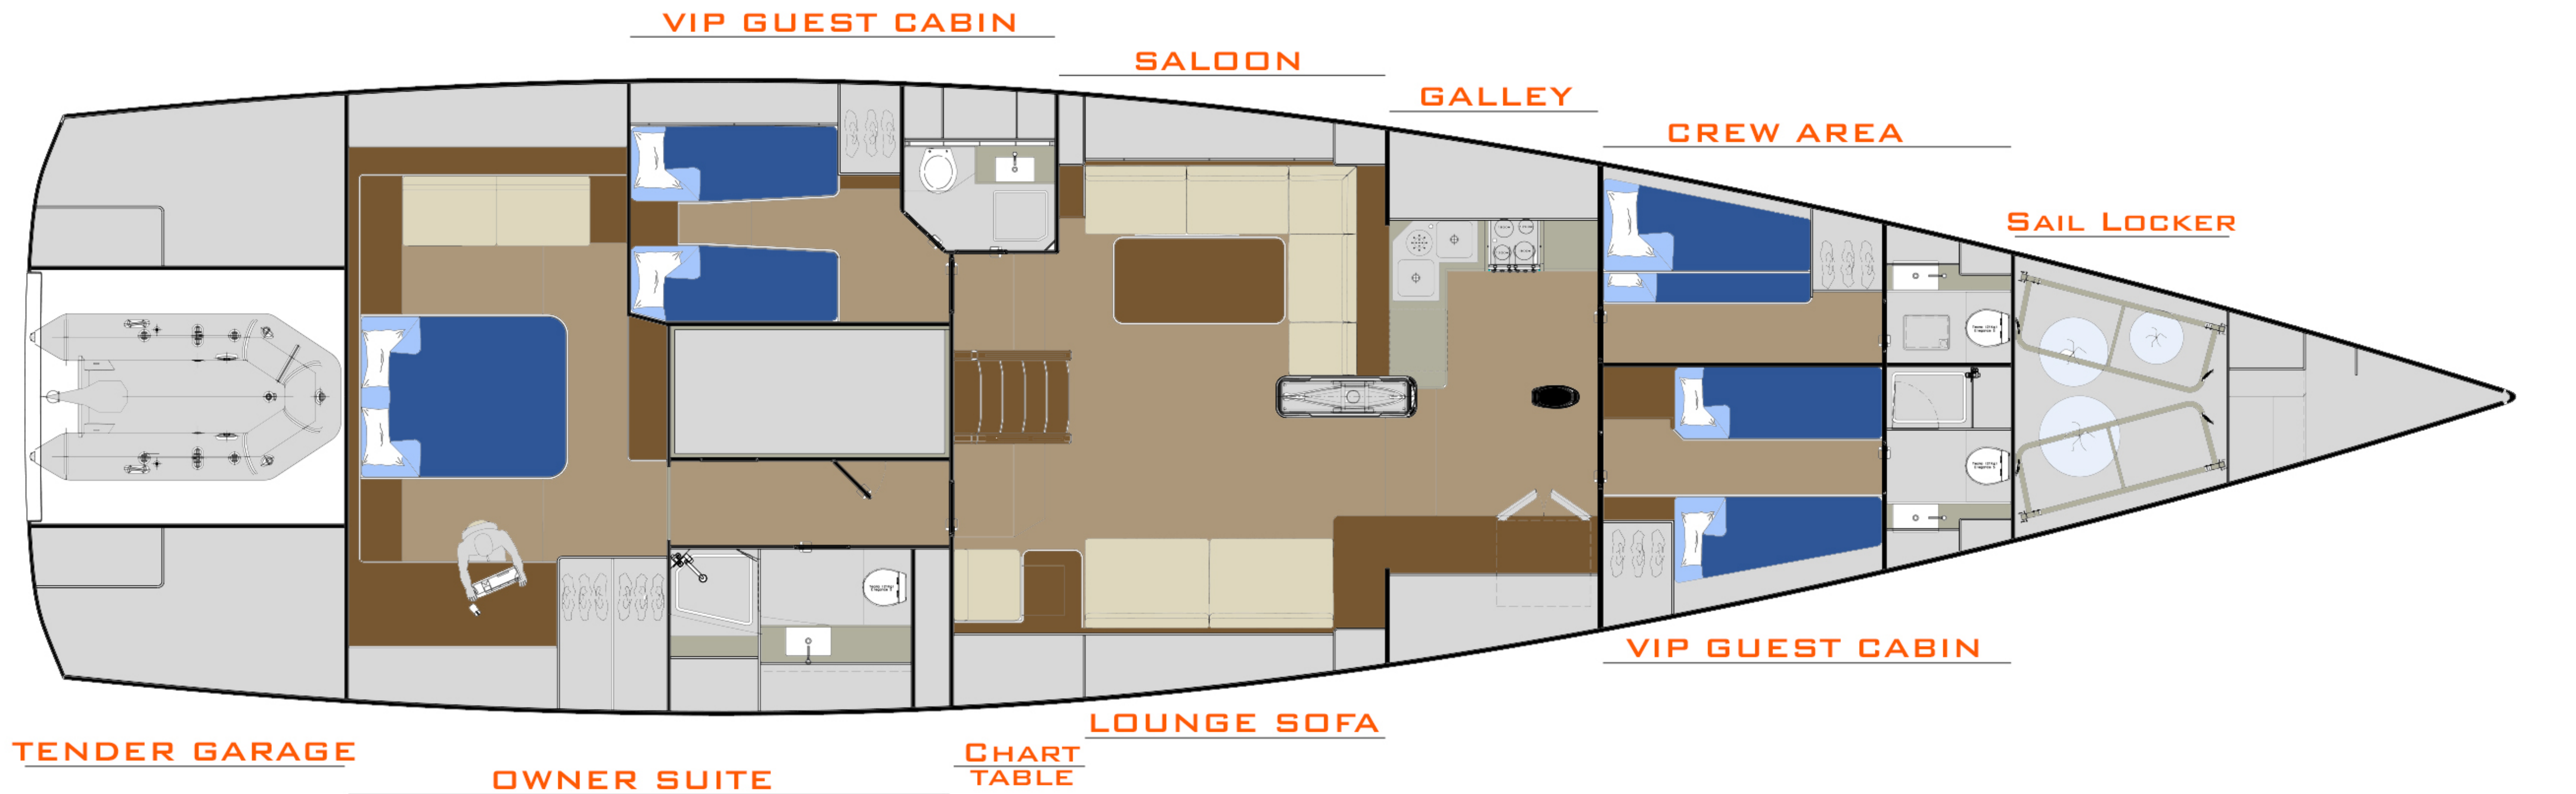 VIP GUEST CABIN
SALOON
GALLEY
CREW AREA
SAIL LOCKER
VIP GUEST CABIN
LOUNGE SOFA
CHART
TABLE
TENDER GARAGE
OWNER SUITE